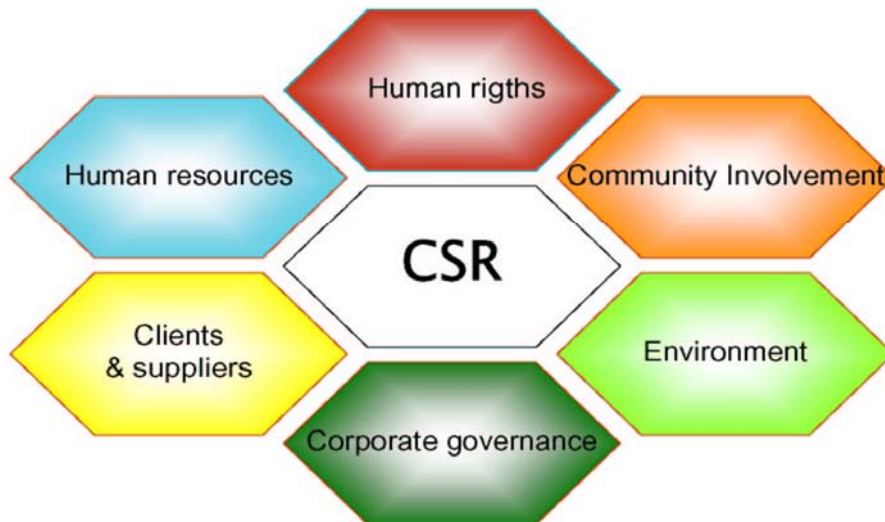 Human rigths
Human resources
Community Involvement
CSR
Clients
& suppliers
Environment
Corporate governance